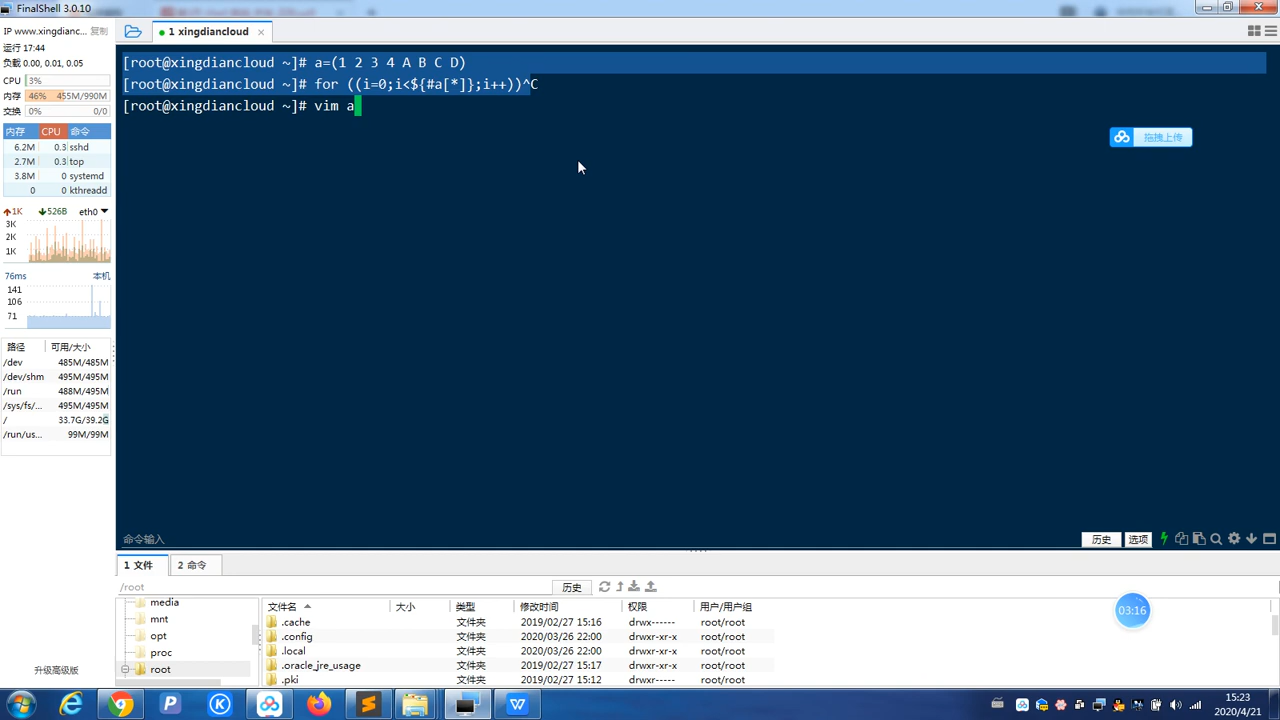 FinalShell 3.0.10
IP www.xingdianc... 复制
运行 17:44
负载 0.00, 0.01, 0.05
CPU 3%
内存 46% 455M/990M
交换 0% 0/0
内存 CPU 命令
6.2M 0.3 sshd
2.7M 0.3 top
3.8M 0 systemd
0 0 kthreadd
1K 526B eth0
3K
2K
1K
76ms 本机
141
106
71
路径 可用/大小
/dev 485M/485M
/dev/shm 495M/495M
/run 488M/495M
/sys/fs/... 495M/495M
/ 33.7G/39.2G
/run/us... 99M/99M
升级高级版
1 xingdiancloud ×
[root@xingdiancloud ~]# a=(1 2 3 4 A B C D)
[root@xingdiancloud ~]# for ((i=0;i<${#a[*]};i++))^C
[root@xingdiancloud ~]# vim a
拖拽上传
命令输入
历史 选项
1 文件 2 命令
/root 历史
media
mnt
opt
proc
root
文件名 大小 类型 修改时间 权限 用户/用户组
.cache 文件夹 2019/02/27 15:16 drwx------ root/root
.config 文件夹 2020/03/26 22:00 drwxr-xr-x root/root
.local 文件夹 2020/03/26 22:00 drwxr-xr-x root/root
.oracle_jre_usage 文件夹 2019/02/27 15:17 drwxr-xr-x root/root
.pki 文件夹 2019/02/27 15:12 drwxr----- root/root
03:16
15:23
2020/4/21